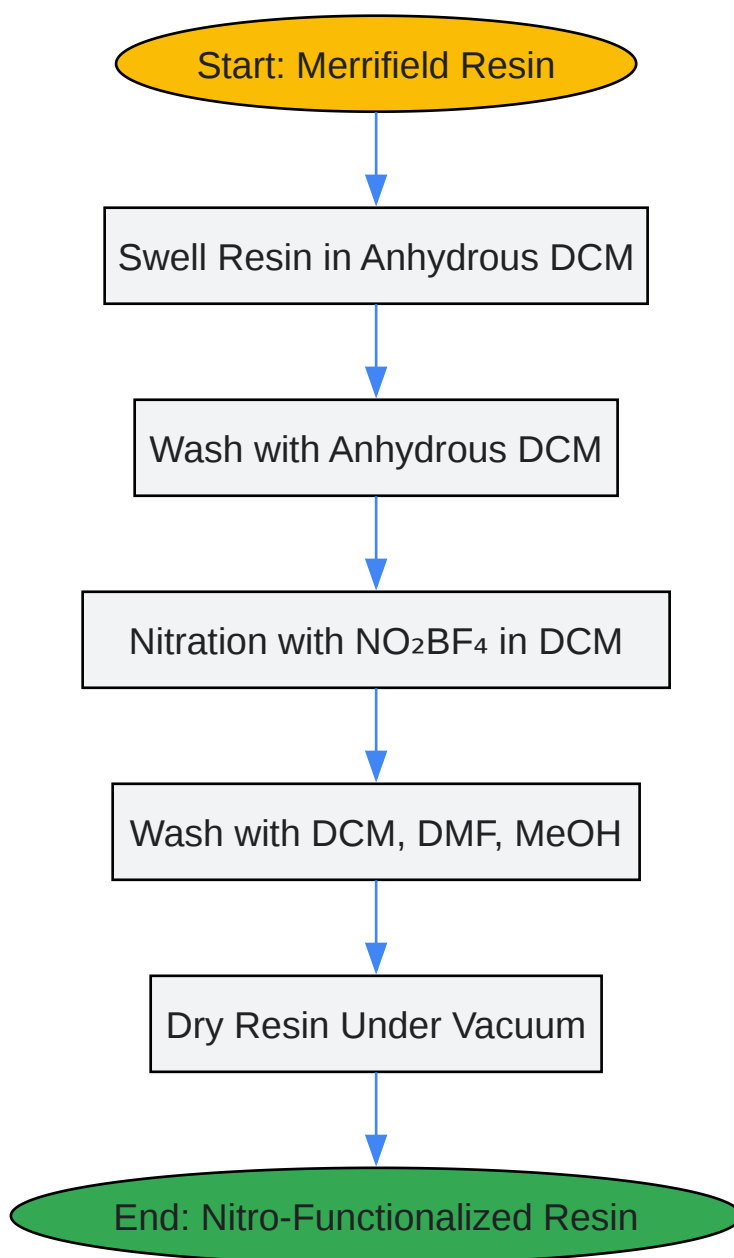 Start: Merrifield Resin
Swell Resin in Anhydrous DCM
Wash with Anhydrous DCM
Nitration with NO₂BF₄ in DCM
Wash with DCM, DMF, MeOH
Dry Resin Under Vacuum
End: Nitro-Functionalized Resin